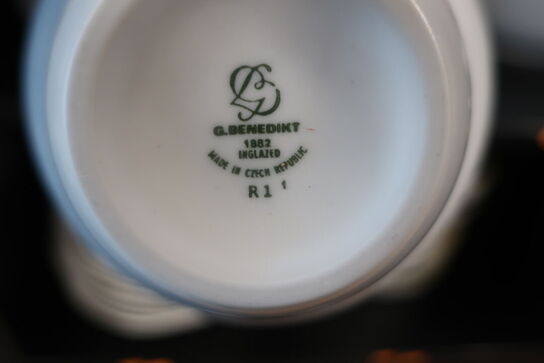 G.BENEDIKT
1882
INGLAZED
MADE IN CZECH REPUBLIC
R1 f